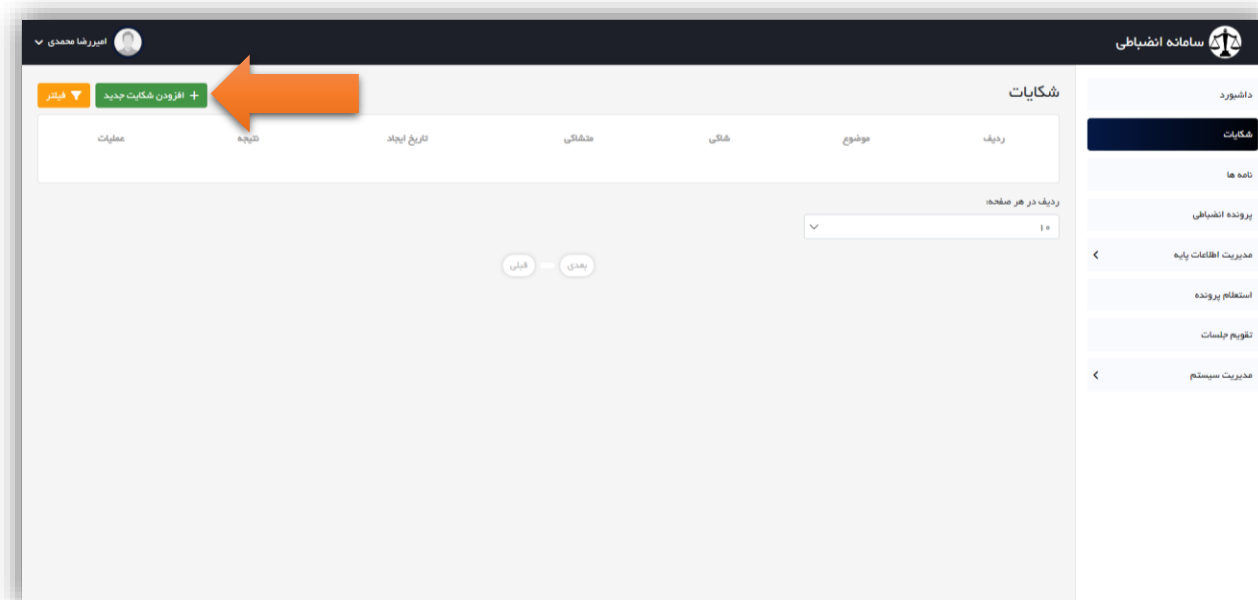 سامانه انضباطی
امیررضا محمدی
داشبورد
شکایات
نامه ها
پرونده انضباطی
مدیریت اطلاعات پایه
استعلام پرونده
تقویم جلسات
مدیریت سیستم
شکایات
+ افزودن شکایت جدید
فیلتر
ردیف موضوع شاکی متشاکی تاریخ ایجاد نتیجه عملیات
ردیف در هر صفحه:
۱۰
بعدی قبلی